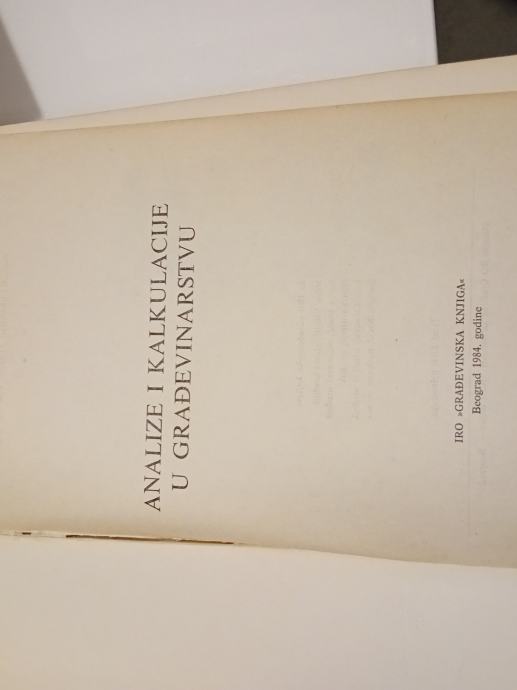 ANALIZE I KALKULACIJE
U GRAĐEVINARSTVU
IRO »GRAĐEVINSKA KNJIGA«
Beograd 1984. godine